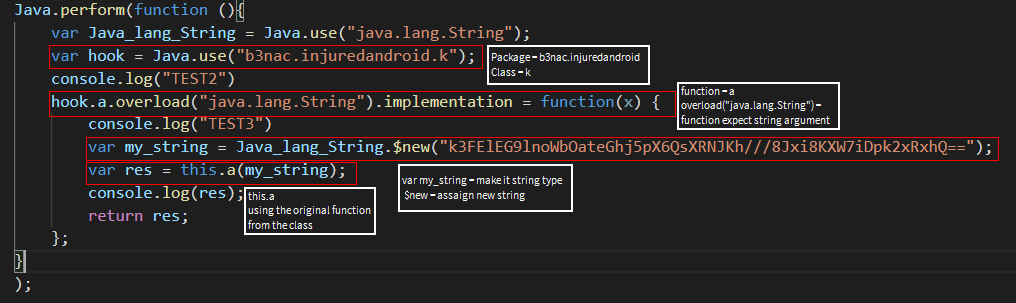 Java.perform(function (){
var Java_lang_String = Java.use("java.lang.String");
var hook = Java.use("b3nac.injuredandroid.k");
Package = b3nac.injuredandroid
Class = k
console.log("TEST2")
hook.a.overload("java.lang.String").implementation = function(x) {
function = a
overload("java.lang.String") =
function expect string argument
console.log("TEST3")
var my_string = Java_lang_String.$new("k3FElEG9lnoWbOateGhj5pX6QsXRNJKh///8Jxi8KXW7iDpk2xRxhQ==");
var res = this.a(my_string);
var my_string = make it string type
$new = assaign new string
console.log(res);
this.a
using the original function
from the class
return res;
};
}
);